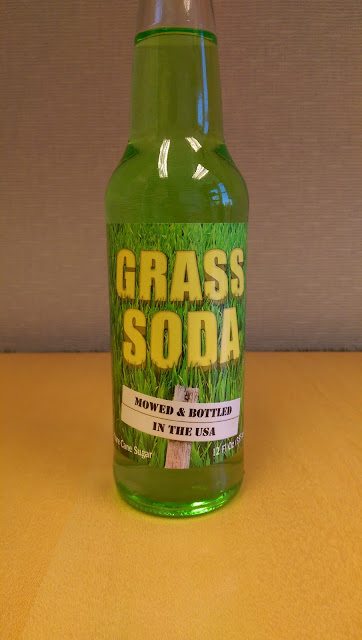 GRASS
SODA
MOWED & BOTTLED
IN THE USA
Cane Sugar
12 Fl Oz